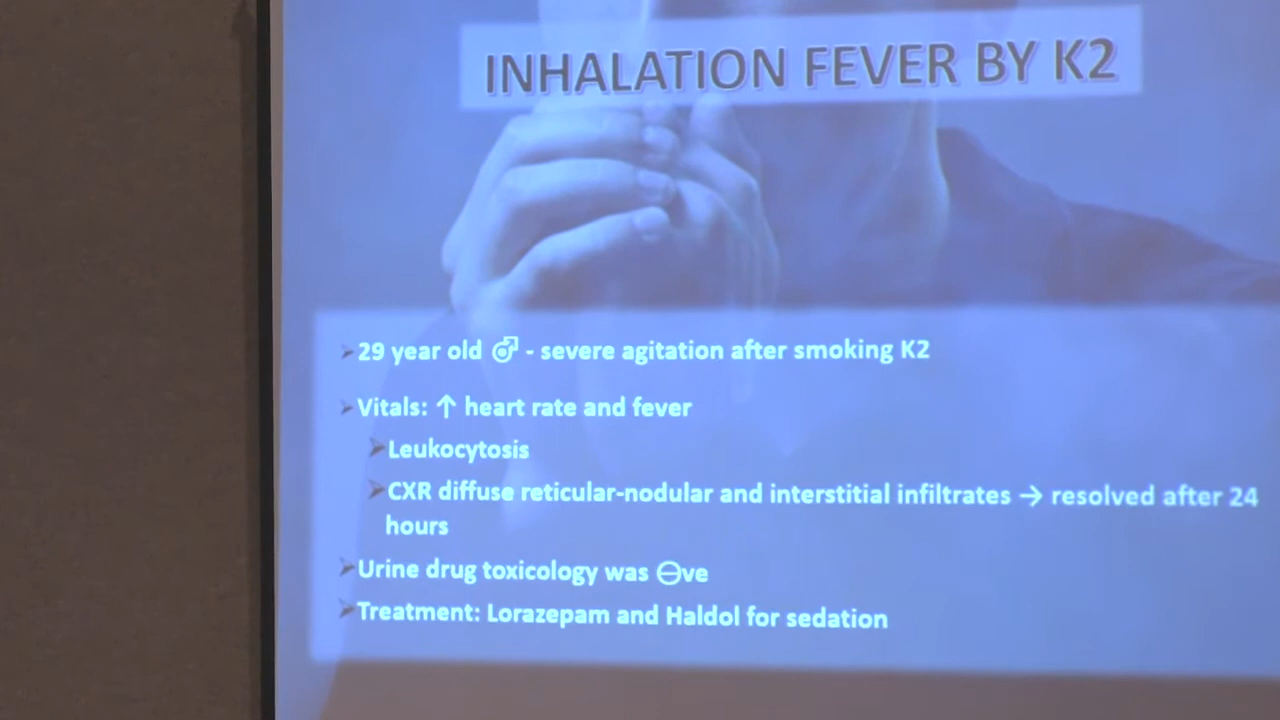 INHALATION FEVER BY K2
➢29 year old ♂ - severe agitation after smoking K2
➢Vitals: ↑ heart rate and fever
➢Leukocytosis
➢CXR diffuse reticular-nodular and interstitial infiltrates → resolved after 24
hours
➢Urine drug toxicology was ⊖ve
➢Treatment: Lorazepam and Haldol for sedation